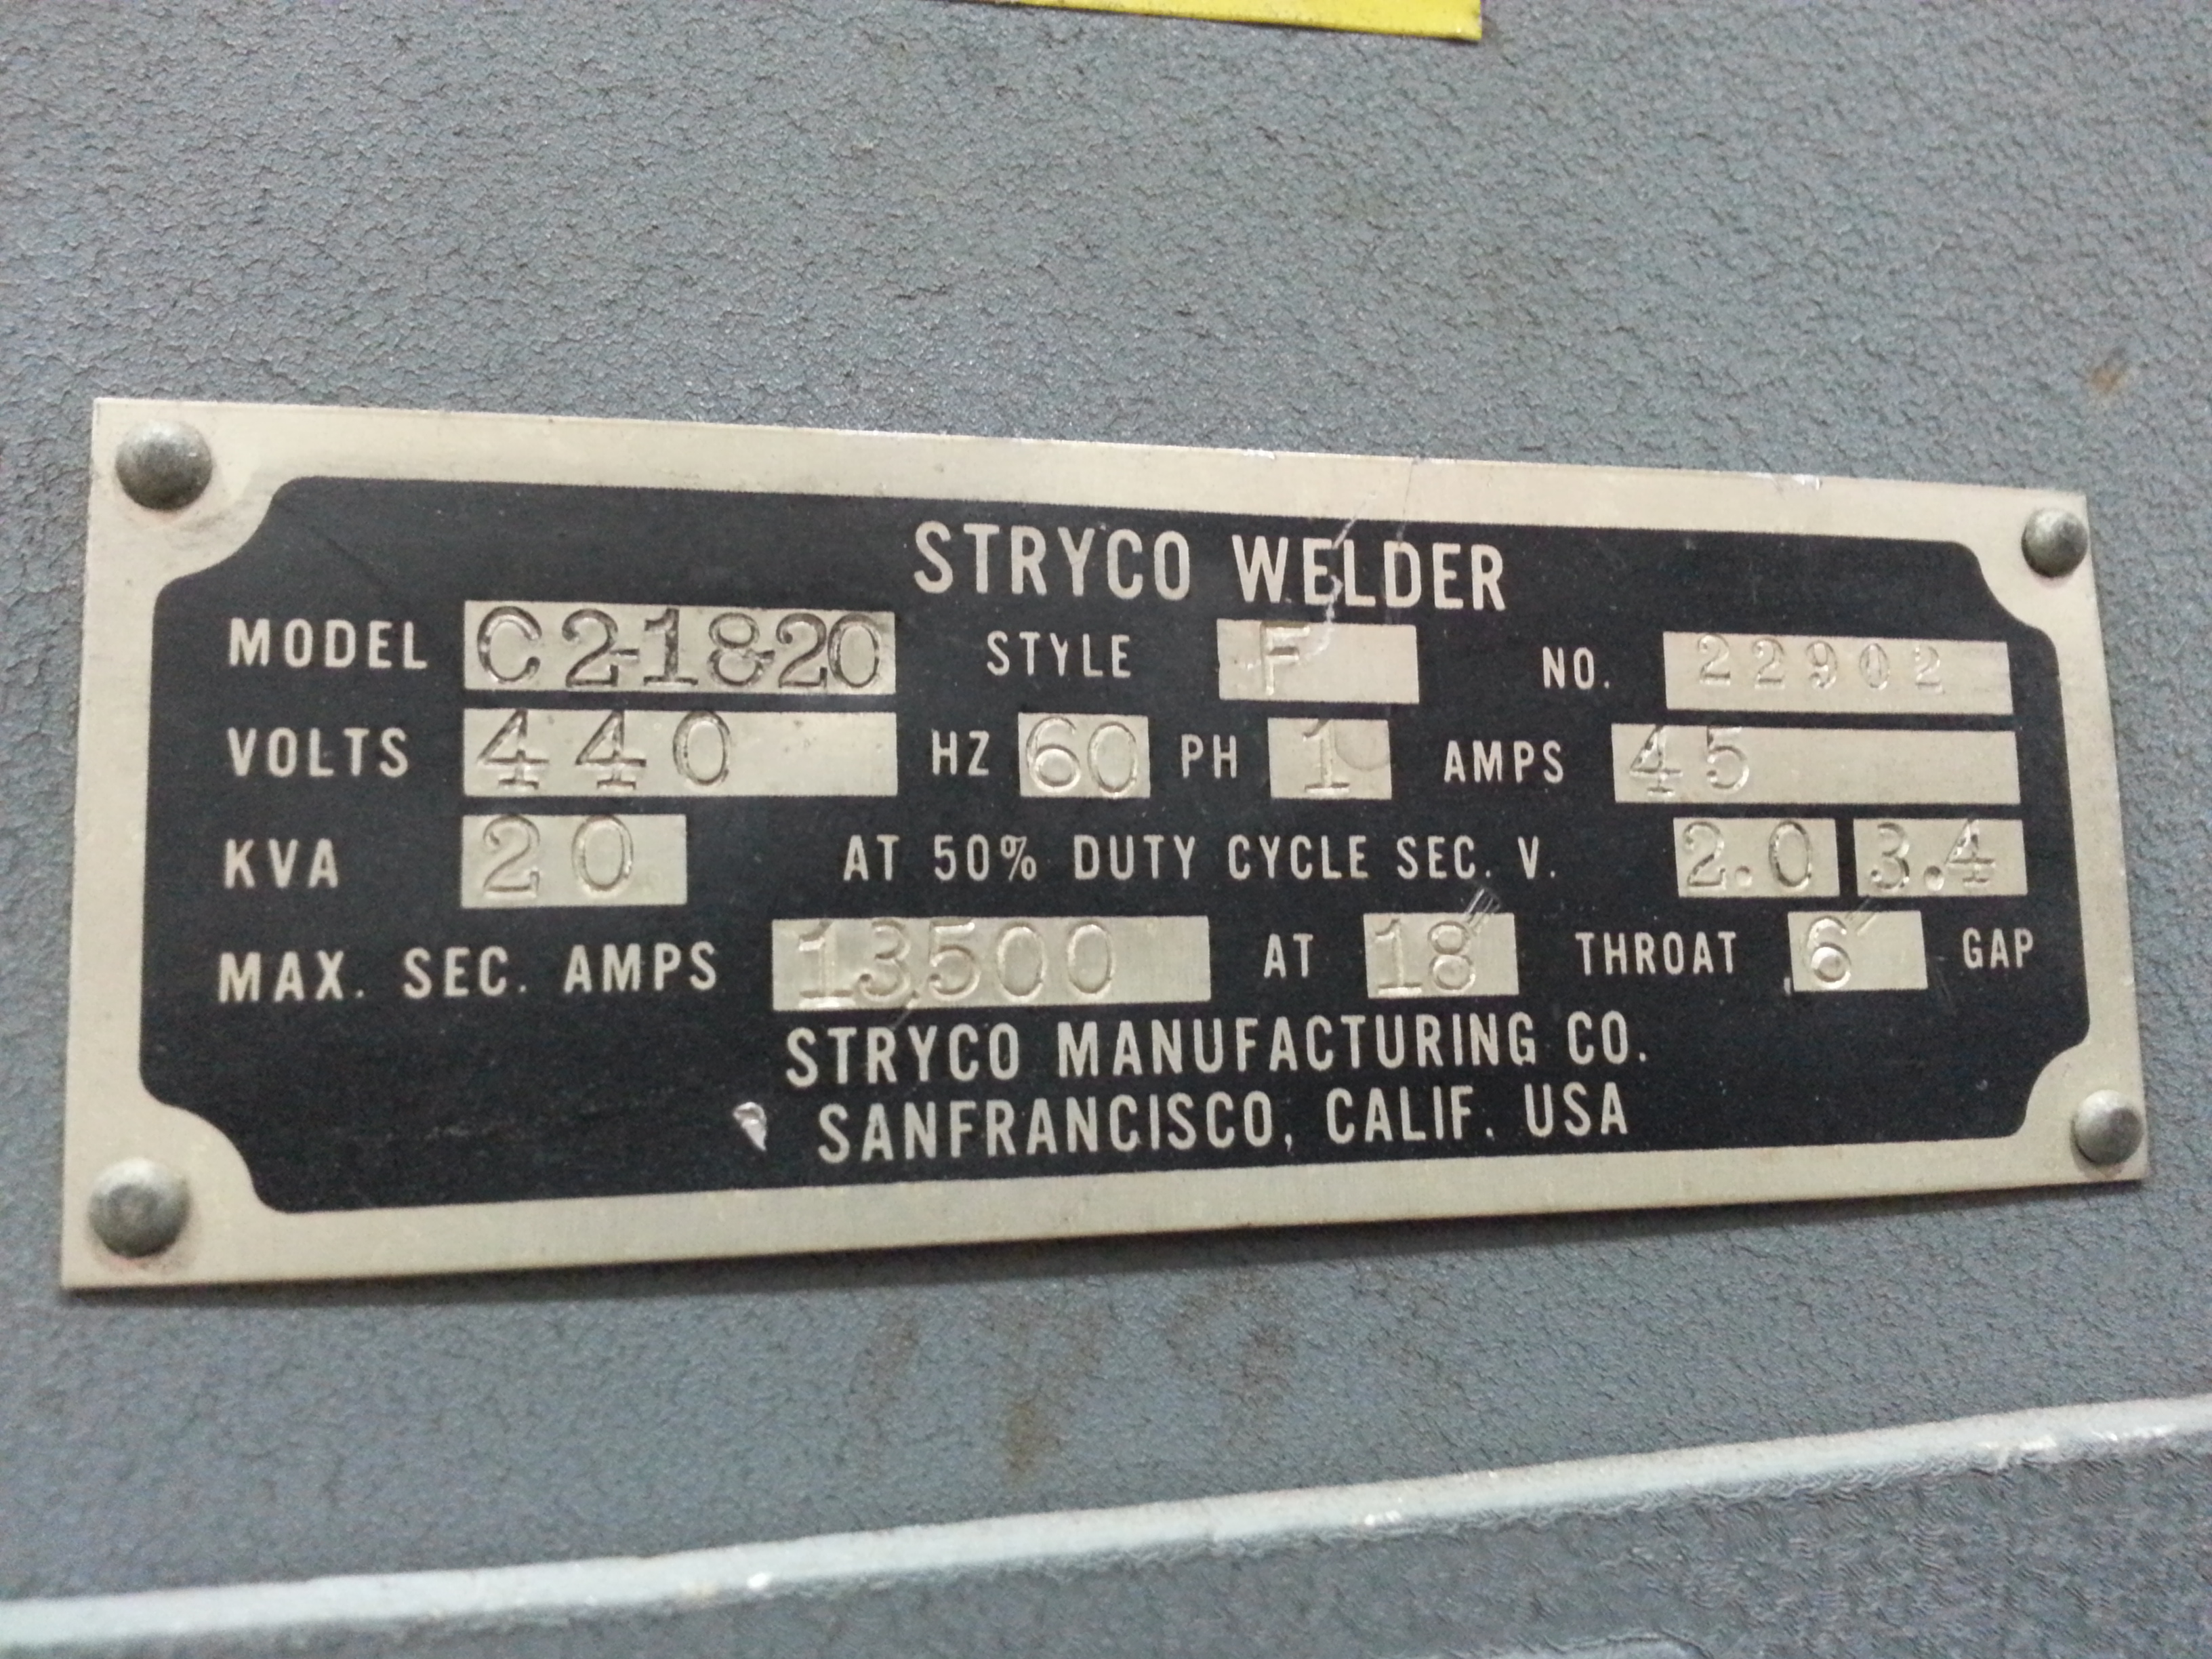 STRYCO WELDER
MODEL C2-18-20 STYLE F NO. 22902
VOLTS 440 HZ 60 PH 1 AMPS 45
KVA 20 AT 50% DUTY CYCLE SEC. V. 2.0 3.4
MAX. SEC. AMPS 13500 AT 18" THROAT 6" GAP
STRYCO MANUFACTURING CO.
SANFRANCISCO, CALIF. USA